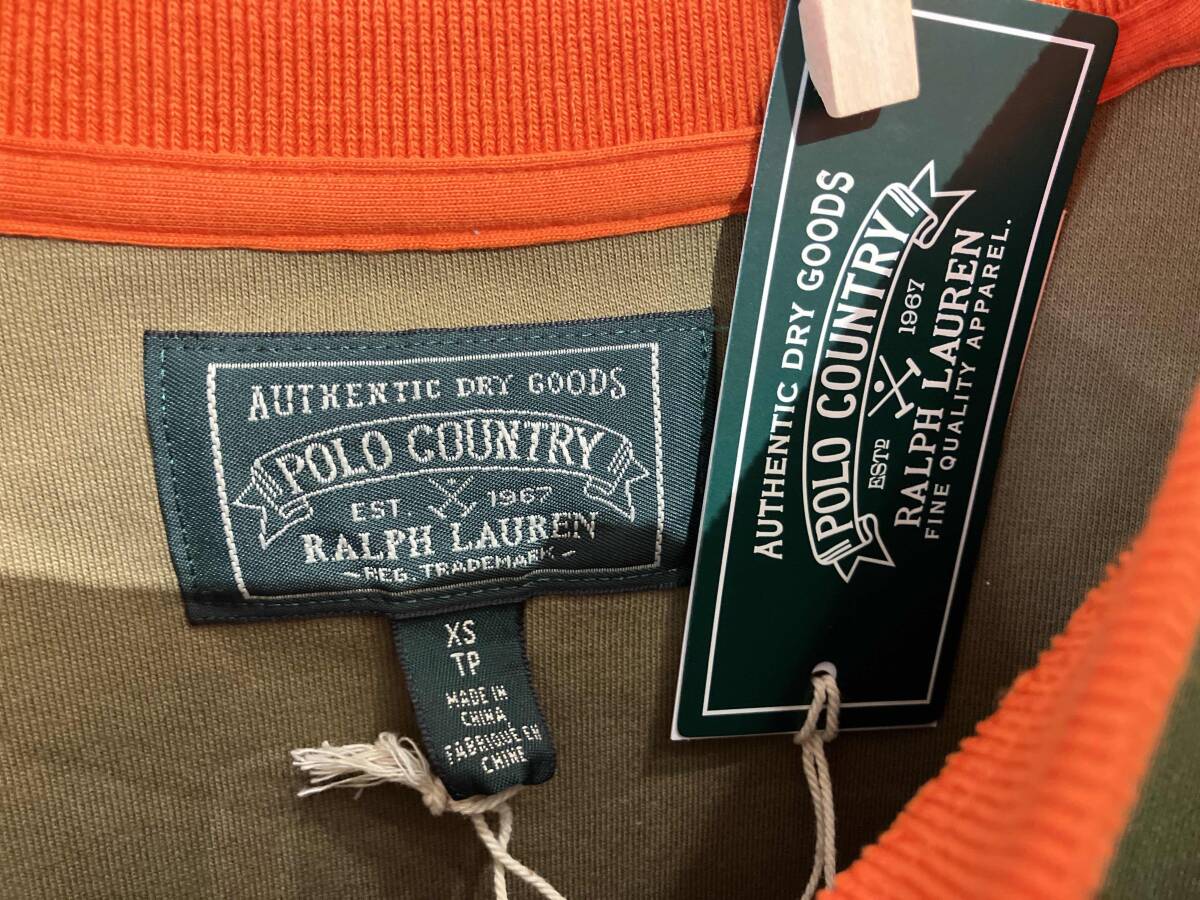 AUTHENTIC DRY GOODS
POLO COUNTRY
EST 1967
RALPH LAUREN
REG. TRADEMARK
XS
TP
MADE IN
CHINA
FABRIQUÉ EN
CHINE
AUTHENTIC DRY GOODS
POLO COUNTRY
ESTD 1967
RALPH LAUREN
FINE QUALITY APPAREL.